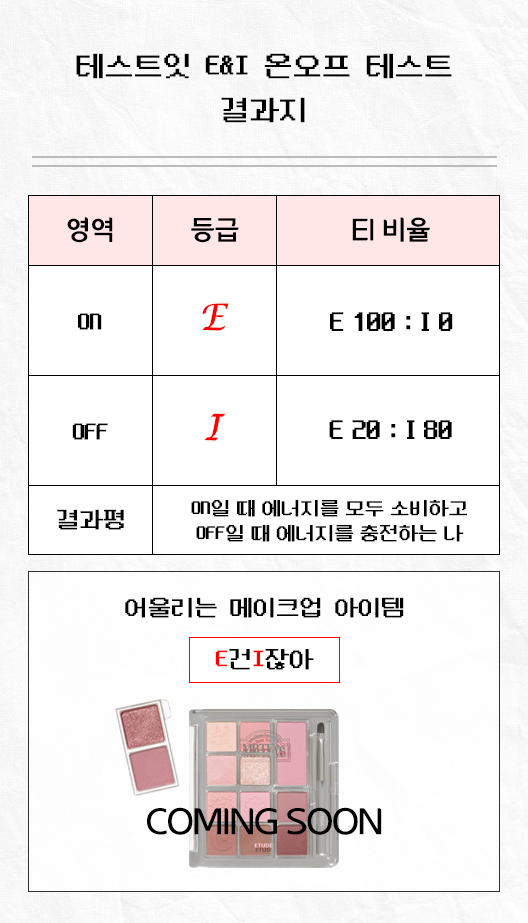 테스트잇 E&I 온오프 테스트
결과지
영역 등급 EI 비율
ON E E 100 : I 0
OFF I E 20 : I 80
결과평 ON일 때 에너지를 모두 소비하고
OFF일 때 에너지를 충전하는 나
어울리는 메이크업 아이템
E건I잖아
COMING SOON
ETUDE